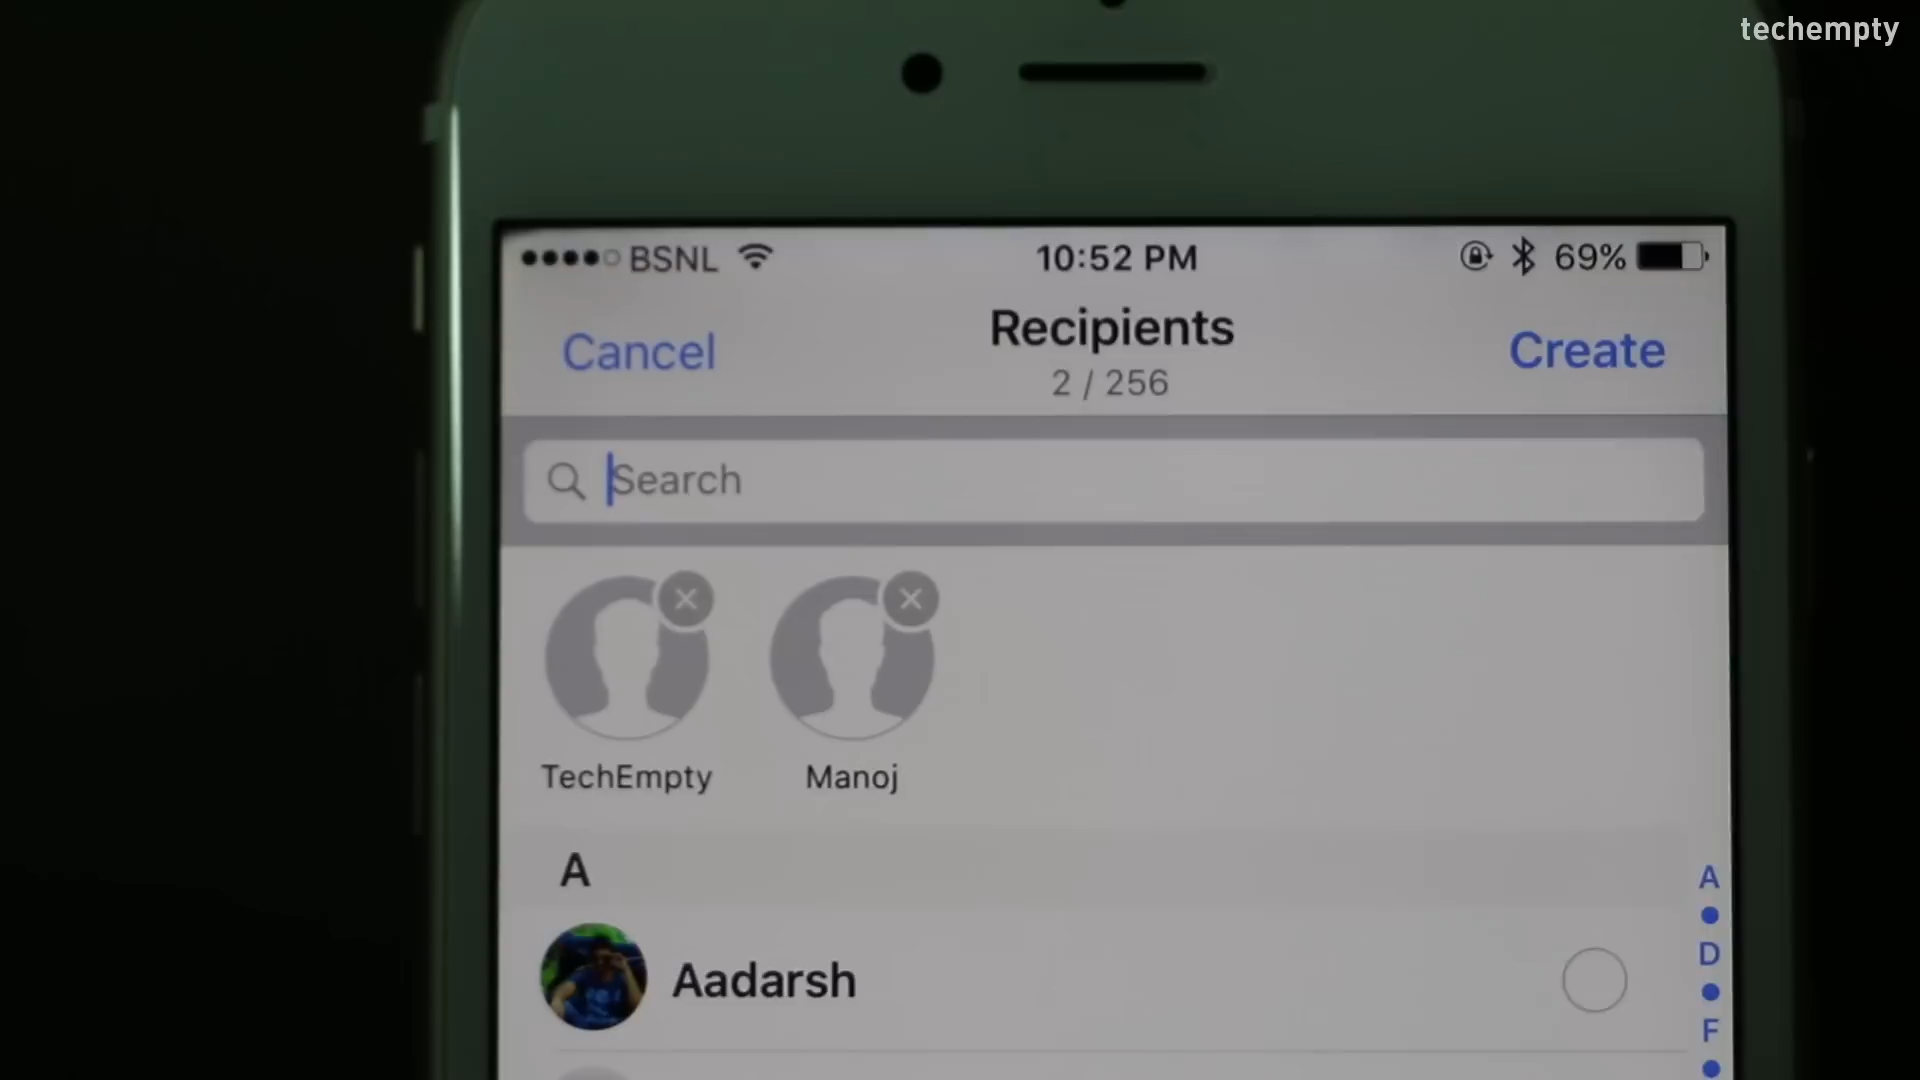 techempty
BSNL 10:52 PM 69%
Cancel Recipients Create
2 / 256
Search
TechEmpty Manoj
A
Aadarsh
A
D
F